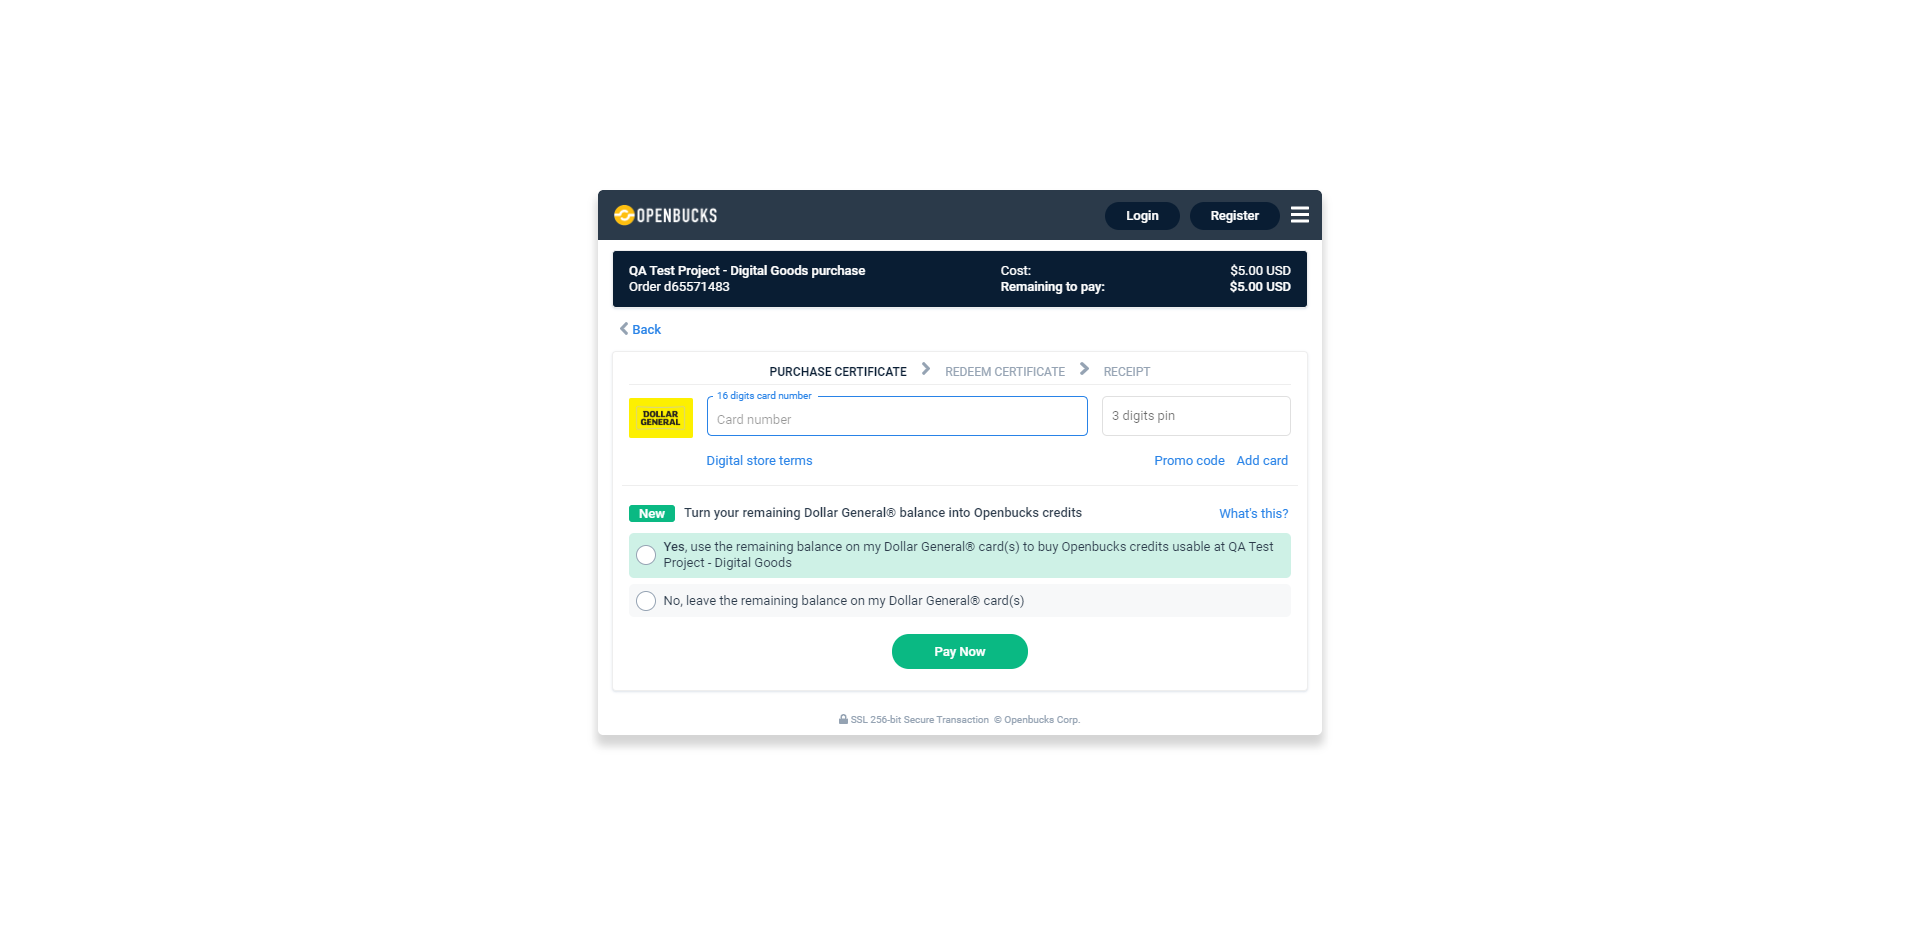 OPENBUCKS
Login
Register
QA Test Project - Digital Goods purchase
Cost:
$5.00 USD
Order d65571483
Remaining to pay:
$5.00 USD
Back
PURCHASE CERTIFICATE
REDEEM CERTIFICATE
RECEIPT
DOLLAR
GENERAL
16 digits card number
Card number
3 digits pin
Digital store terms
Promo code
Add card
New
Turn your remaining Dollar General® balance into Openbucks credits
What's this?
Yes, use the remaining balance on my Dollar General® card(s) to buy Openbucks credits usable at QA Test
Project - Digital Goods
No, leave the remaining balance on my Dollar General® card(s)
Pay Now
SSL 256-bit Secure Transaction © Openbucks Corp.